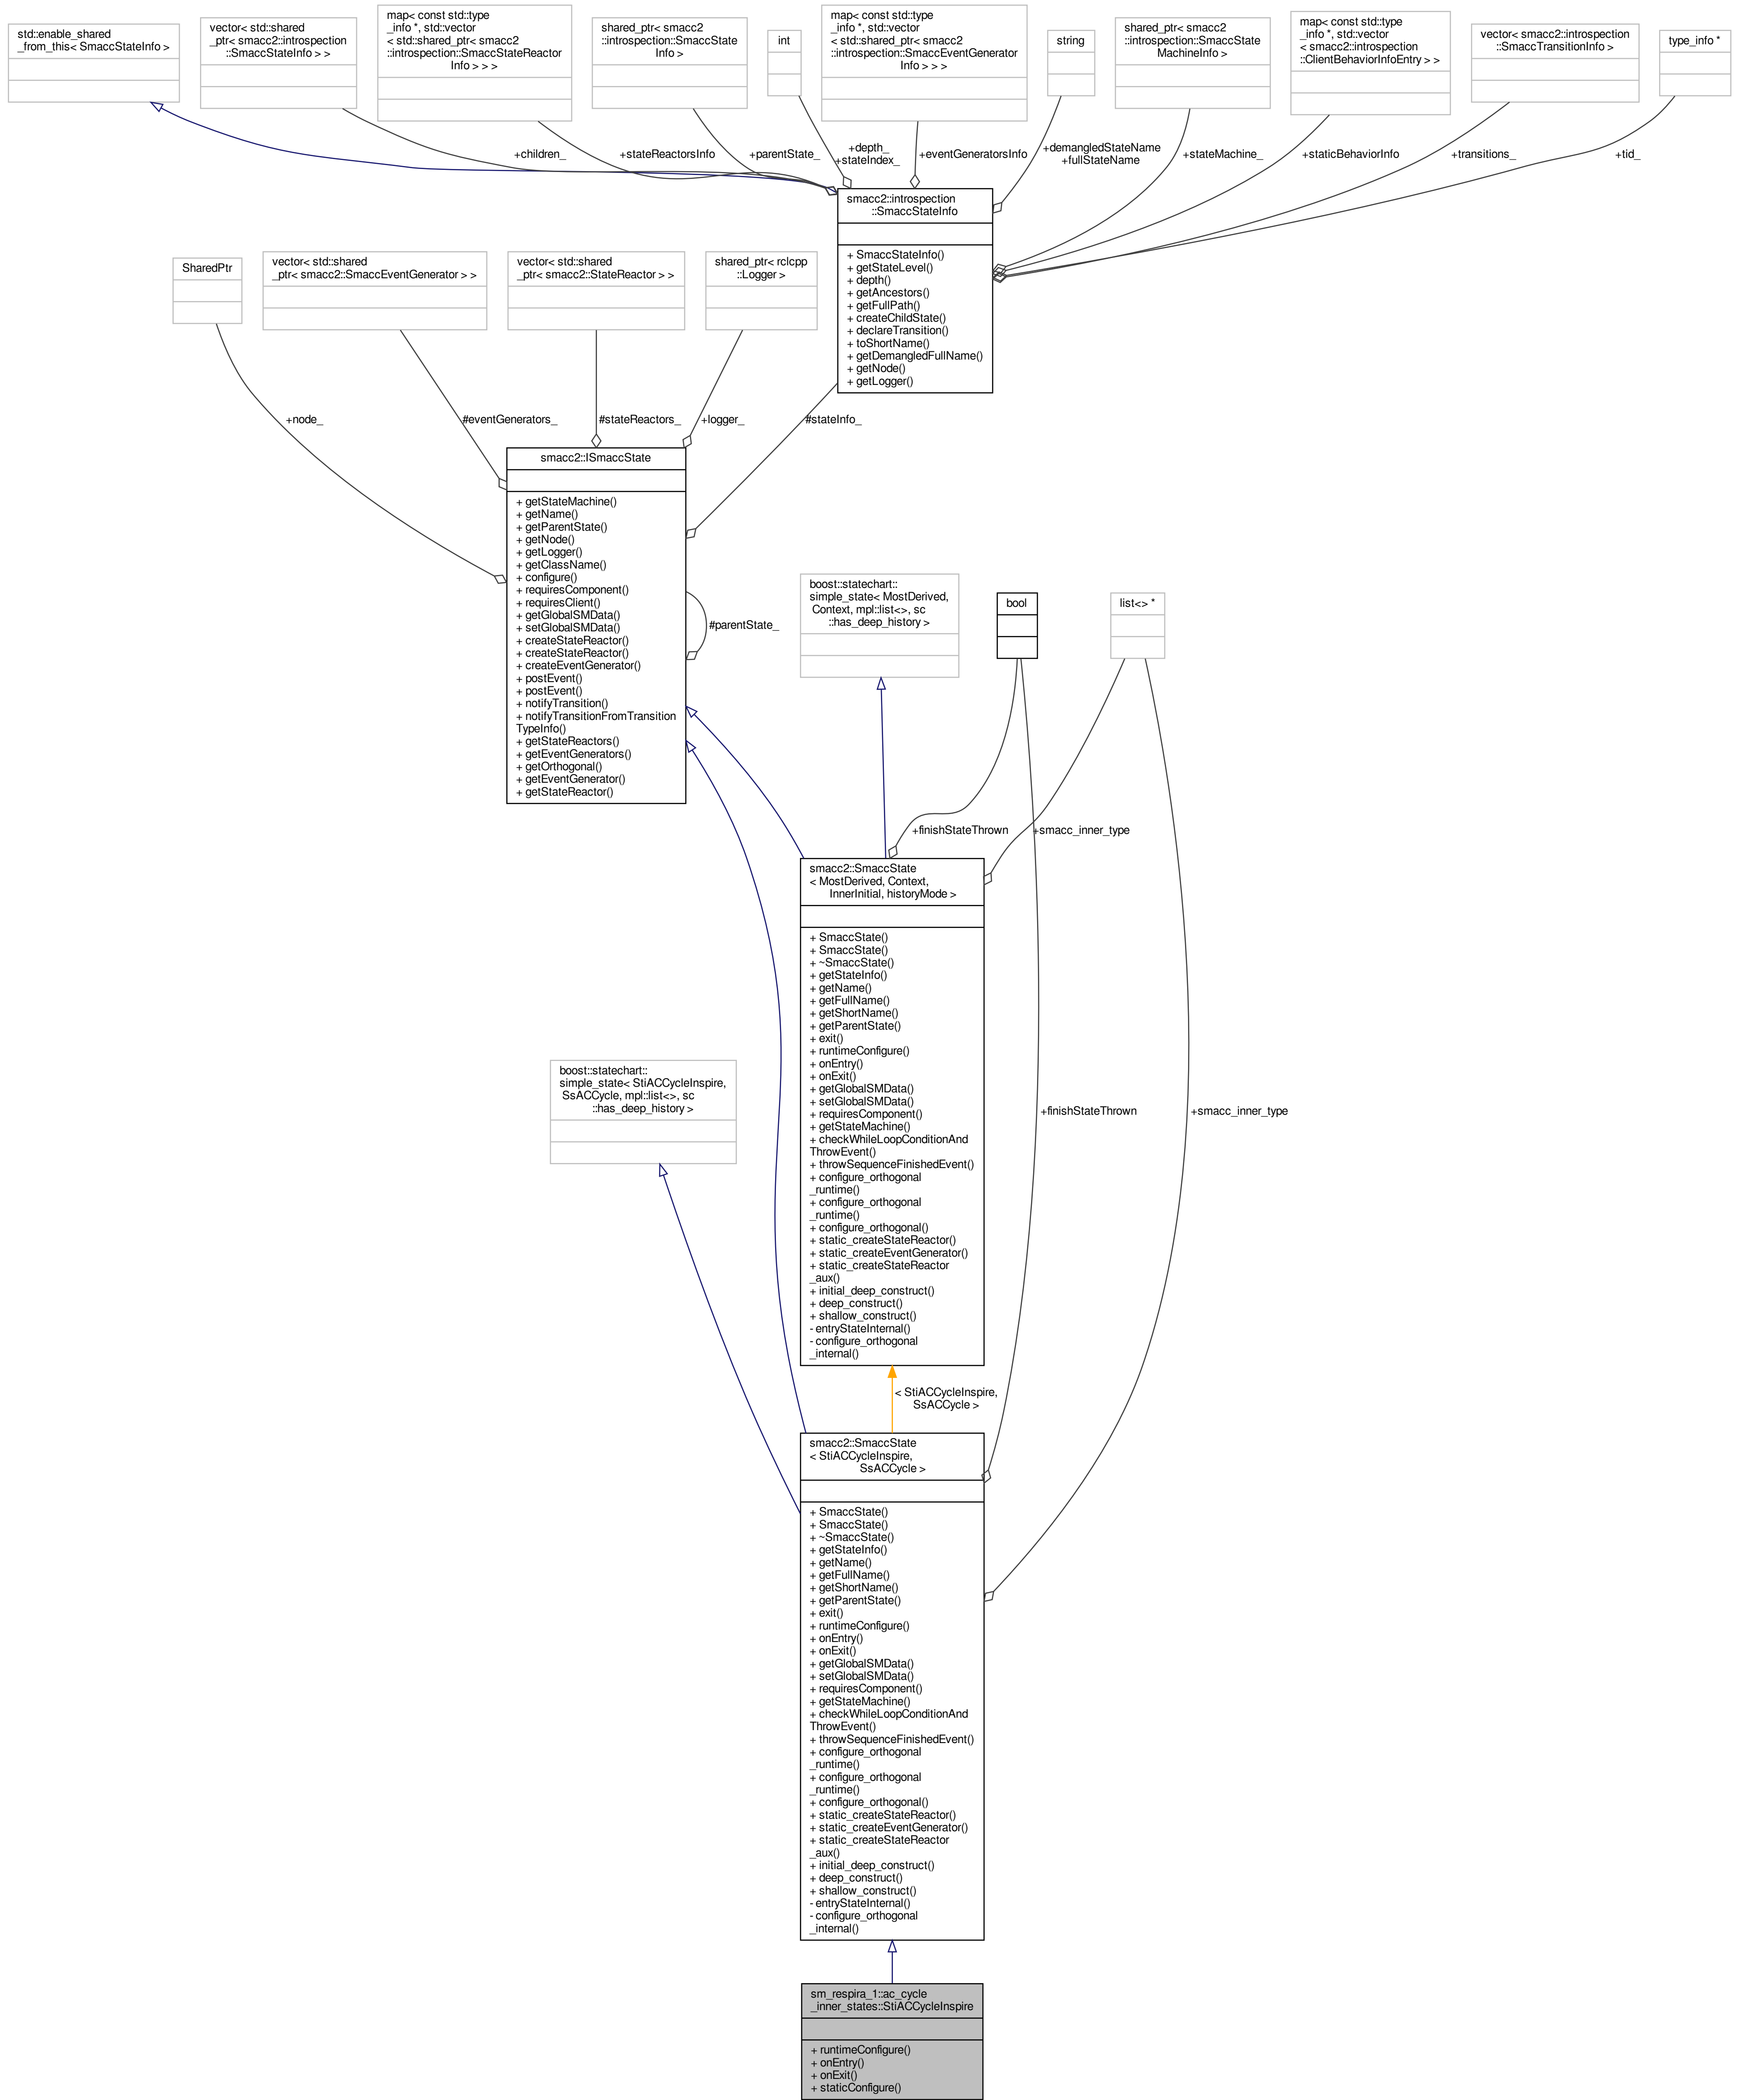 std::enable_shared
_from_this< SmaccStateInfo >
vector< std::shared
_ptr< smacc2::introspection
::SmaccStateInfo > >
map< const std::type
_info *, std::vector
< std::shared_ptr< smacc2
::introspection::SmaccStateReactor
Info > > >
shared_ptr< smacc2
::introspection::SmaccState
Info >
int
map< const std::type
_info *, std::vector
< std::shared_ptr< smacc2
::introspection::SmaccEventGenerator
Info > > >
string
shared_ptr< smacc2
::introspection::SmaccState
MachineInfo >
map< const std::type
_info *, std::vector
< smacc2::introspection
::ClientBehaviorInfoEntry > >
vector< smacc2::introspection
::SmaccTransitionInfo >
type_info *
+children_
+stateReactorsInfo
+parentState_
+depth_
+stateIndex_
+eventGeneratorsInfo
+demangledStateName
+fullStateName
+stateMachine_
+staticBehaviorInfo
+transitions_
+tid_
smacc2::introspection
::SmaccStateInfo
+ SmaccStateInfo()
+ getStateLevel()
+ depth()
+ getAncestors()
+ getFullPath()
+ createChildState()
+ declareTransition()
+ toShortName()
+ getDemangledFullName()
+ getNode()
+ getLogger()
SharedPtr
vector< std::shared
_ptr< smacc2::SmaccEventGenerator > >
vector< std::shared
_ptr< smacc2::StateReactor > >
shared_ptr< rclcpp
::Logger >
+node_
#eventGenerators_
#stateReactors_
+logger_
#stateInfo_
smacc2::ISmaccState
+ getStateMachine()
+ getName()
+ getParentState()
+ getNode()
+ getLogger()
+ getClassName()
+ configure()
+ requiresComponent()
+ requiresClient()
+ getGlobalSMData()
+ setGlobalSMData()
+ createStateReactor()
+ createStateReactor()
+ createEventGenerator()
+ postEvent()
+ postEvent()
+ notifyTransition()
+ notifyTransitionFromTransition
TypeInfo()
+ getStateReactors()
+ getEventGenerators()
+ getOrthogonal()
+ getEventGenerator()
+ getStateReactor()
#parentState_
boost::statechart::
simple_state< MostDerived,
Context, mpl::list<>, sc
::has_deep_history >
bool
list<> *
+finishStateThrown
+smacc_inner_type
smacc2::SmaccState
< MostDerived, Context,
InnerInitial, historyMode >
+ SmaccState()
+ SmaccState()
+ ~SmaccState()
+ getStateInfo()
+ getName()
+ getFullName()
+ getShortName()
+ getParentState()
+ exit()
+ runtimeConfigure()
+ onEntry()
+ onExit()
+ getGlobalSMData()
+ setGlobalSMData()
+ requiresComponent()
+ getStateMachine()
+ checkWhileLoopConditionAnd
ThrowEvent()
+ throwSequenceFinishedEvent()
+ configure_orthogonal
_runtime()
+ configure_orthogonal
_runtime()
+ configure_orthogonal()
+ static_createStateReactor()
+ static_createEventGenerator()
+ static_createStateReactor
_aux()
+ initial_deep_construct()
+ deep_construct()
+ shallow_construct()
- entryStateInternal()
- configure_orthogonal
_internal()
boost::statechart::
simple_state< StiACCycleInspire,
SsACCycle, mpl::list<>, sc
::has_deep_history >
+finishStateThrown
+smacc_inner_type
< StiACCycleInspire,
SsACCycle >
smacc2::SmaccState
< StiACCycleInspire,
SsACCycle >
+ SmaccState()
+ SmaccState()
+ ~SmaccState()
+ getStateInfo()
+ getName()
+ getFullName()
+ getShortName()
+ getParentState()
+ exit()
+ runtimeConfigure()
+ onEntry()
+ onExit()
+ getGlobalSMData()
+ setGlobalSMData()
+ requiresComponent()
+ getStateMachine()
+ checkWhileLoopConditionAnd
ThrowEvent()
+ throwSequenceFinishedEvent()
+ configure_orthogonal
_runtime()
+ configure_orthogonal
_runtime()
+ configure_orthogonal()
+ static_createStateReactor()
+ static_createEventGenerator()
+ static_createStateReactor
_aux()
+ initial_deep_construct()
+ deep_construct()
+ shallow_construct()
- entryStateInternal()
- configure_orthogonal
_internal()
sm_respira_1::ac_cycle
_inner_states::StiACCycleInspire
+ runtimeConfigure()
+ onEntry()
+ onExit()
+ staticConfigure()